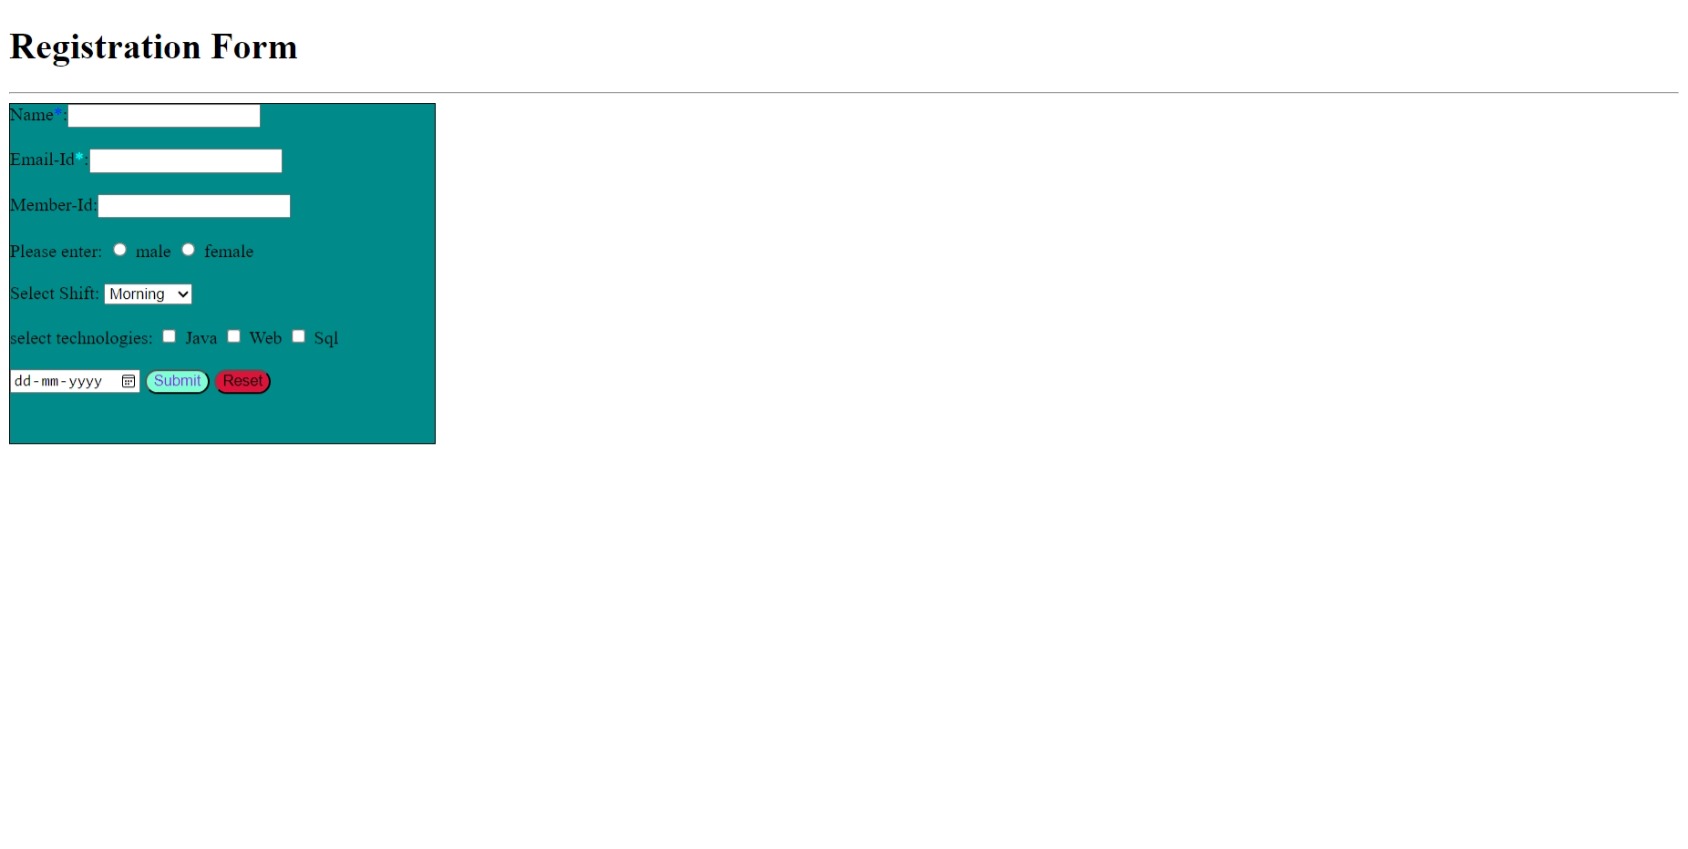 Registration Form
Name*:
Email-Id*:
Member-Id:
Please enter: male female
Select Shift: Morning
select technologies: Java Web Sql
dd-mm-yyyy Submit Reset